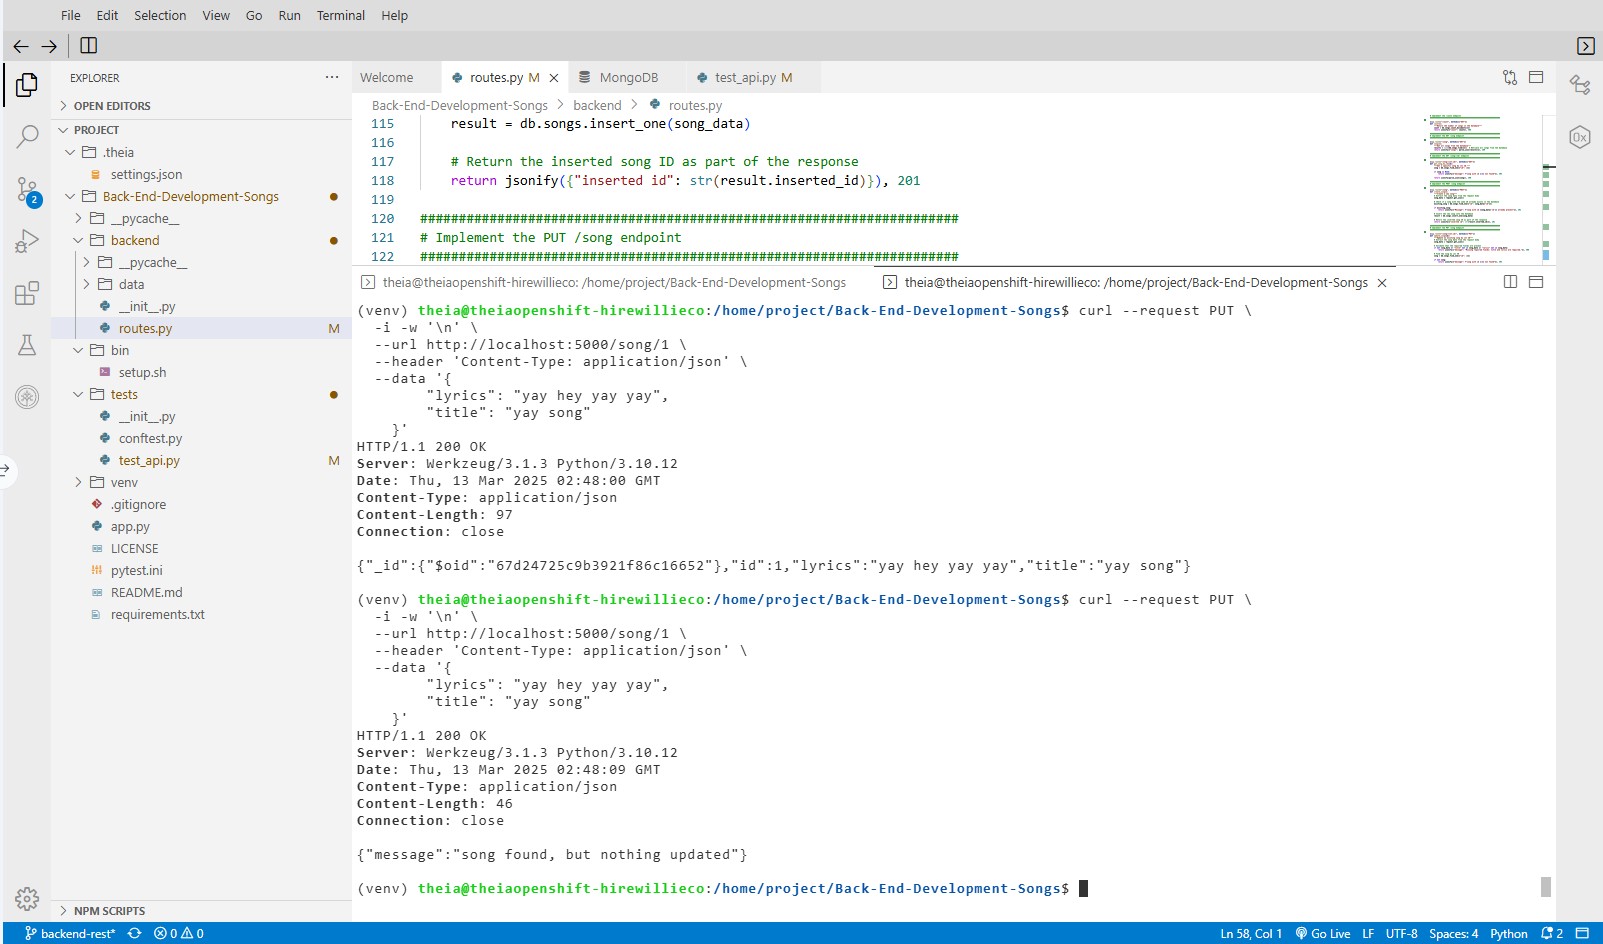 File Edit Selection View Go Run Terminal Help
EXPLORER
OPEN EDITORS
PROJECT
.theia
settings.json
Back-End-Development-Songs
__pycache__
backend
__pycache__
data
__init__.py
routes.py M
bin
setup.sh
tests
__init__.py
conftest.py
test_api.py M
venv
.gitignore
app.py
LICENSE
pytest.ini
README.md
requirements.txt
NPM SCRIPTS
2
Welcome routes.py M MongoDB test_api.py M
Back-End-Development-Songs > backend > routes.py
115 result = db.songs.insert_one(song_data)
116
117 # Return the inserted song ID as part of the response
118 return jsonify({"inserted id": str(result.inserted_id)}), 201
119
120 ######################################################################
121 # Implement the PUT /song endpoint
122 ######################################################################
theia@theiaopenshift-hirewillieco: /home/project/Back-End-Development-Songs theia@theiaopenshift-hirewillieco: /home/project/Back-End-Development-Songs
(venv) theia@theiaopenshift-hirewillieco:/home/project/Back-End-Development-Songs$ curl --request PUT \
-i -w '\n' \
--url http://localhost:5000/song/1 \
--header 'Content-Type: application/json' \
--data '{
"lyrics": "yay hey yay yay",
"title": "yay song"
}'
HTTP/1.1 200 OK
Server: Werkzeug/3.1.3 Python/3.10.12
Date: Thu, 13 Mar 2025 02:48:00 GMT
Content-Type: application/json
Content-Length: 97
Connection: close
{"_id":{"$oid":"67d24725c9b3921f86c16652"},"id":1,"lyrics":"yay hey yay yay","title":"yay song"}
(venv) theia@theiaopenshift-hirewillieco:/home/project/Back-End-Development-Songs$ curl --request PUT \
-i -w '\n' \
--url http://localhost:5000/song/1 \
--header 'Content-Type: application/json' \
--data '{
"lyrics": "yay hey yay yay",
"title": "yay song"
}'
HTTP/1.1 200 OK
Server: Werkzeug/3.1.3 Python/3.10.12
Date: Thu, 13 Mar 2025 02:48:09 GMT
Content-Type: application/json
Content-Length: 46
Connection: close
{"message":"song found, but nothing updated"}
(venv) theia@theiaopenshift-hirewillieco:/home/project/Back-End-Development-Songs$
0x
backend-rest* 0 0 Ln 58, Col 1 Go Live LF UTF-8 Spaces: 4 Python 2